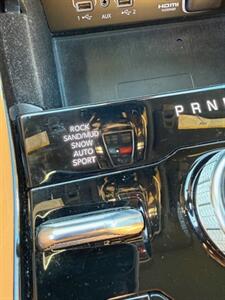 1
AUX
2
HDMI
PRN
ROCK
SAND/MUD
SNOW
AUTO
SPORT